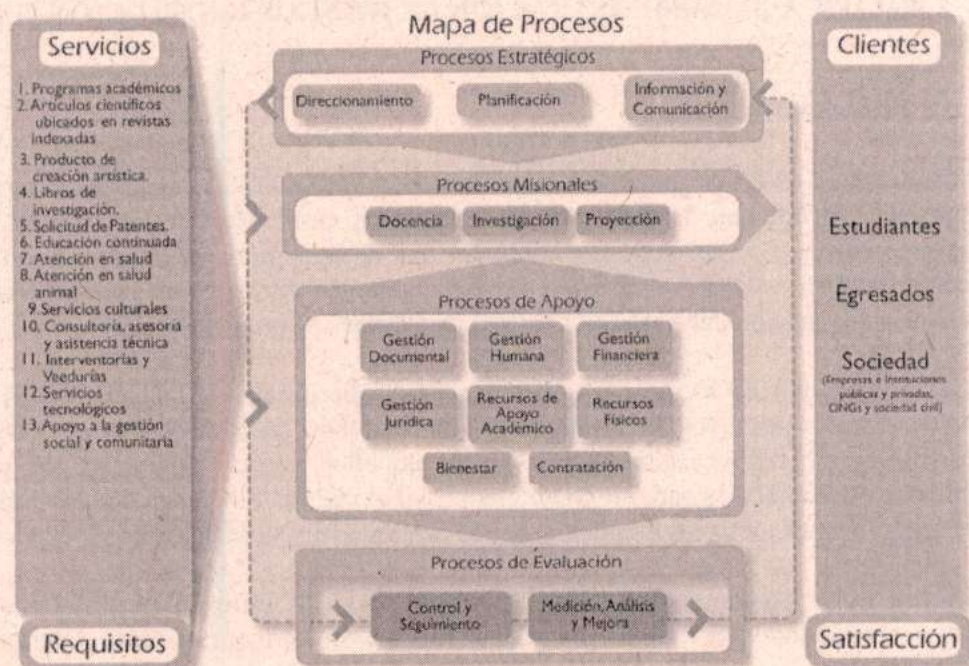 Mapa de Procesos
Servicios
1. Programas académicos
2. Artículos científicos
ubicados en revistas
indexadas
3. Producto de
creación artística.
4. Libros de
investigación.
5. Solicitud de Patentes.
6. Educación continuada
7. Atención en salud
8. Atención en salud
animal
9. Servicios culturales
10. Consultoría, asesoría
y asistencia técnica
11. Interventorías y
Veedurías
12. Servicios
tecnológicos
13. Apoyo a la gestión
social y comunitaria
Requisitos
Procesos Estratégicos
Direccionamiento
Planificación
Información y
Comunicación
Procesos Misionales
Docencia
Investigación
Proyección
Procesos de Apoyo
Gestión
Documental
Gestión
Humana
Gestión
Financiera
Gestión
Jurídica
Recursos de
Apoyo
Académico
Recursos
Físicos
Bienestar
Contratación
Procesos de Evaluación
Control y
Seguimiento
Medición, Análisis
y Mejora
Clientes
Estudiantes
Egresados
Sociedad
(Empresas e Instituciones
públicas y privadas,
ONGs y sociedad civil)
Satisfacción